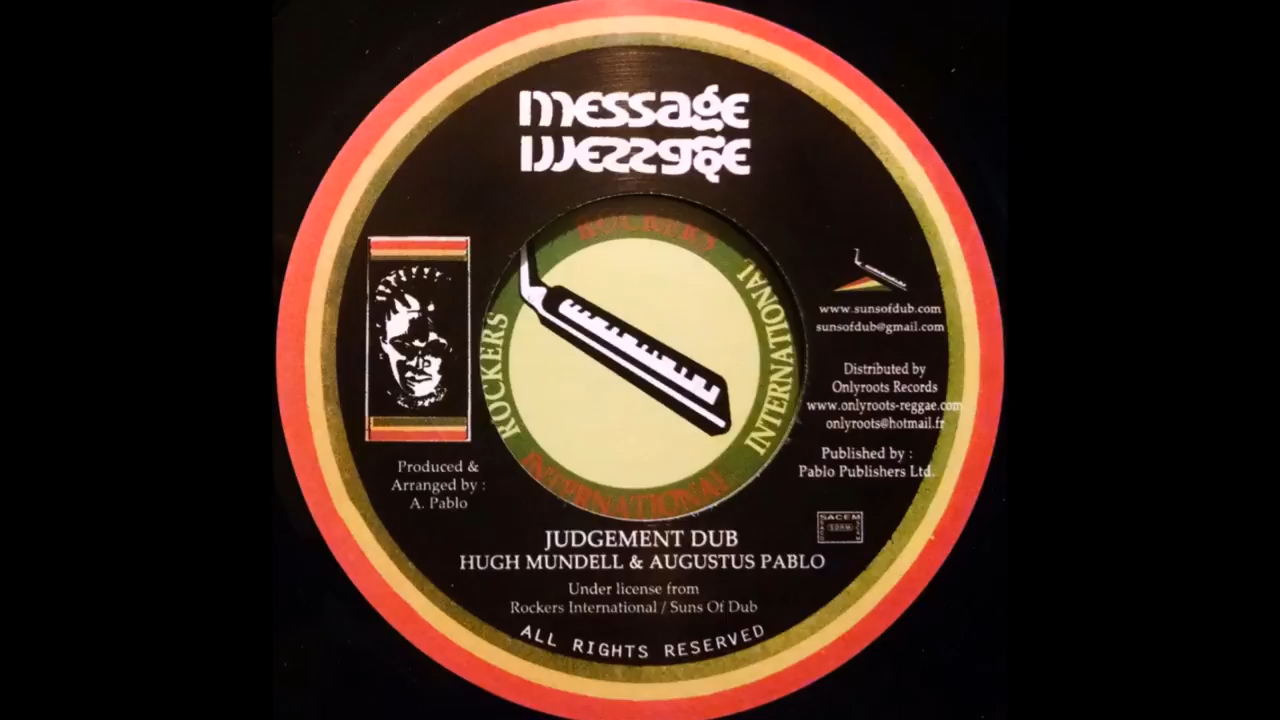 message
message
ROCKERS
INTERNATIONAL
ROCKERS
INTERNATIONAL
www.sunsofdub.com
sunsofdub@gmail.com
Distributed by
Onlyroots Records
www.onlyroots-reggae.com
onlyroots@hotmail.fr
Published by :
Pablo Publishers Ltd.
SACEM
Produced &
Arranged by :
A. Pablo
JUDGEMENT DUB
HUGH MUNDELL & AUGUSTUS PABLO
Under license from
Rockers International / Suns Of Dub
ALL RIGHTS RESERVED